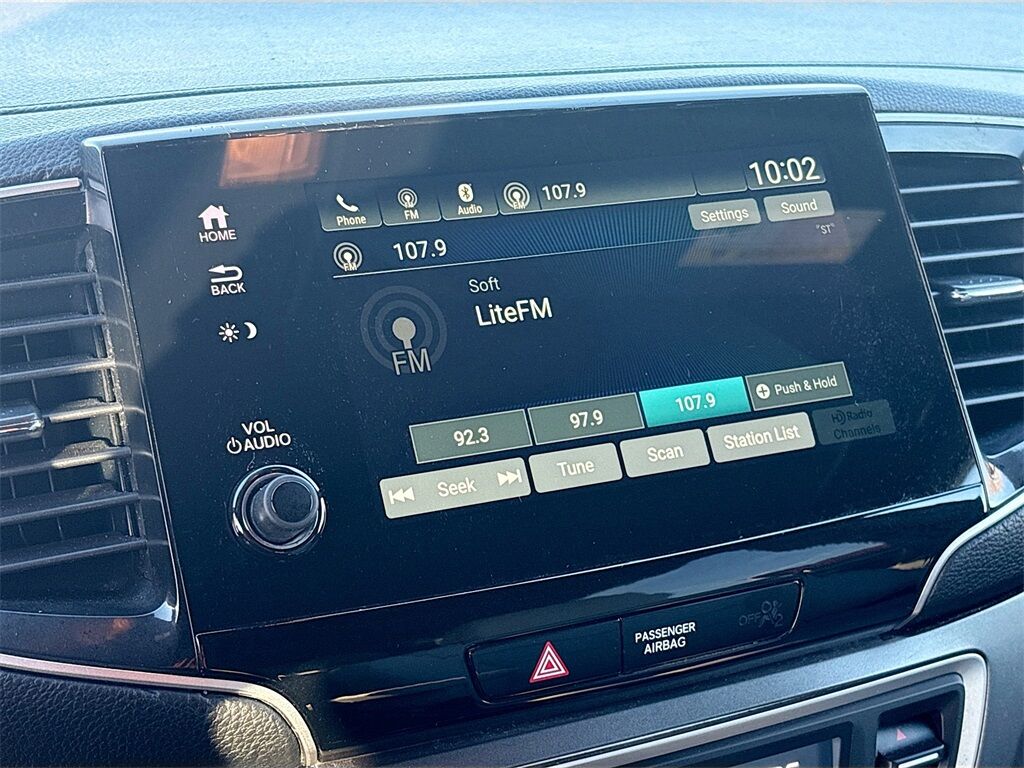 Phone
FM
Audio
FM
107.9
10:02
HOME
FM
107.9
Settings
Sound
"ST"
BACK
Soft
LiteFM
FM
VOL
AUDIO
92.3
97.9
107.9
Push & Hold
Seek
Tune
Scan
Station List
HD Radio
Channels
PASSENGER
AIRBAG
OFF